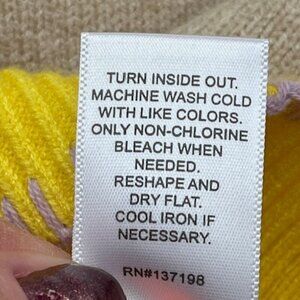 TURN INSIDE OUT.
MACHINE WASH COLD
WITH LIKE COLORS.
ONLY NON-CHLORINE
BLEACH WHEN
NEEDED.
RESHAPE AND
DRY FLAT.
COOL IRON IF
NECESSARY.
RN#137198